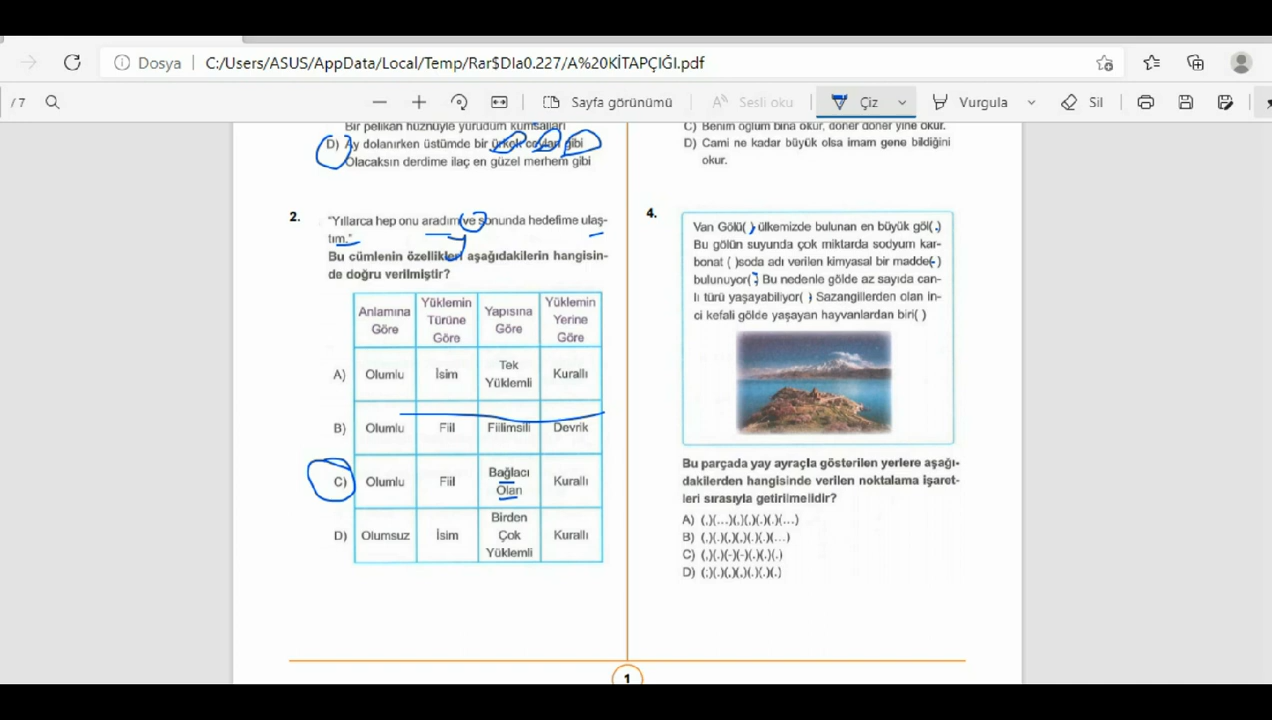 Dosya C:/Users/ASUS/AppData/Local/Temp/Rar$DIa0.227/A%20KİTAPÇIĞI.pdf
/ 7 Sayfa görünümü Sesli oku Çiz Vurgula Sil
Bir pelikan hüznüyle yürüdüm kumsalları
D) Ay dolanırken üstümde bir ürkek ceylan gibi
Olacaksın derdime ilaç en güzel merhem gibi
2.
"Yıllarca hep onu aradım ve sonunda hedefime ulaş-
tım."
Bu cümlenin özellikleri aşağıdakilerin hangisin-
de doğru verilmiştir?
Anlamına Göre Yüklemin Türüne Göre Yapısına Göre Yüklemin Yerine Göre
A) Olumlu İsim Tek Yüklemli Kurallı
B) Olumlu Fiil Fiilimsili Devrik
C) Olumlu Fiil Bağlacı Olan Kurallı
D) Olumsuz İsim Birden Çok Yüklemli Kurallı
C) Benim oğlum bina okur, döner döner yine okur.
D) Cami ne kadar büyük olsa imam gene bildiğini
okur.
4.
Van Gölü( ) ülkemizde bulunan en büyük göl( )
Bu gölün suyunda çok miktarda sodyum kar-
bonat ( )soda adı verilen kimyasal bir madde( )
bulunuyor( ) Bu nedenle gölde az sayıda can-
lı türü yaşayabiliyor( ) Sazangillerden olan in-
ci kefali gölde yaşayan hayvanlardan biri( )
Bu parçada yay ayraçla gösterilen yerlere aşağı-
dakilerden hangisinde verilen noktalama işaret-
leri sırasıyla getirilmelidir?
A) (,)(...)(,)(,)(.)(.)(...)
B) (,)(.)(,)(,)(.)(.)(...)
C) (,)(.)(-)(-)(.)(.)(.)
D) (;)(.)(,)(,)(.)(.)(.)
1